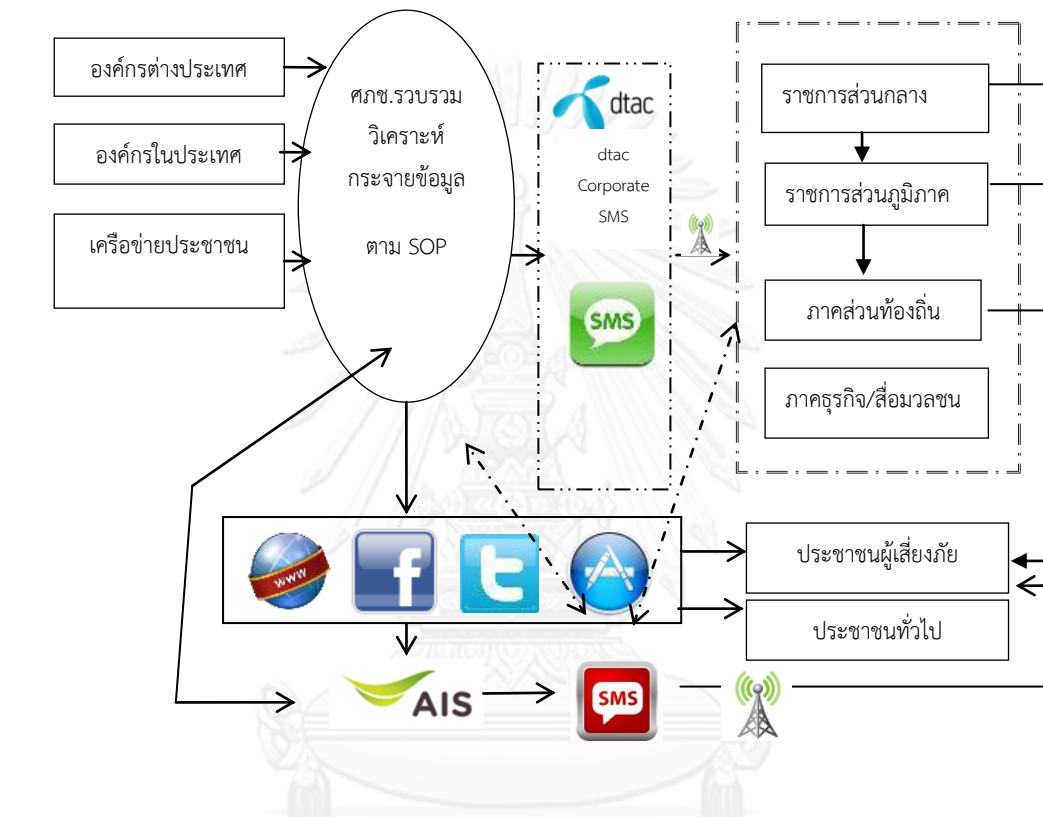 องค์กรต่างประเทศ
องค์กรในประเทศ
เครือข่ายประชาชน
ศภช.รวบรวม
วิเคราะห์
กระจายข้อมูล
ตาม SOP
dtac
dtac
Corporate
SMS
SMS
ราชการส่วนกลาง
ราชการส่วนภูมิภาค
ภาคส่วนท้องถิ่น
ภาคธุรกิจ/สื่อมวลชน
www
ประชาชนผู้เสี่ยงภัย
ประชาชนทั่วไป
AIS
SMS